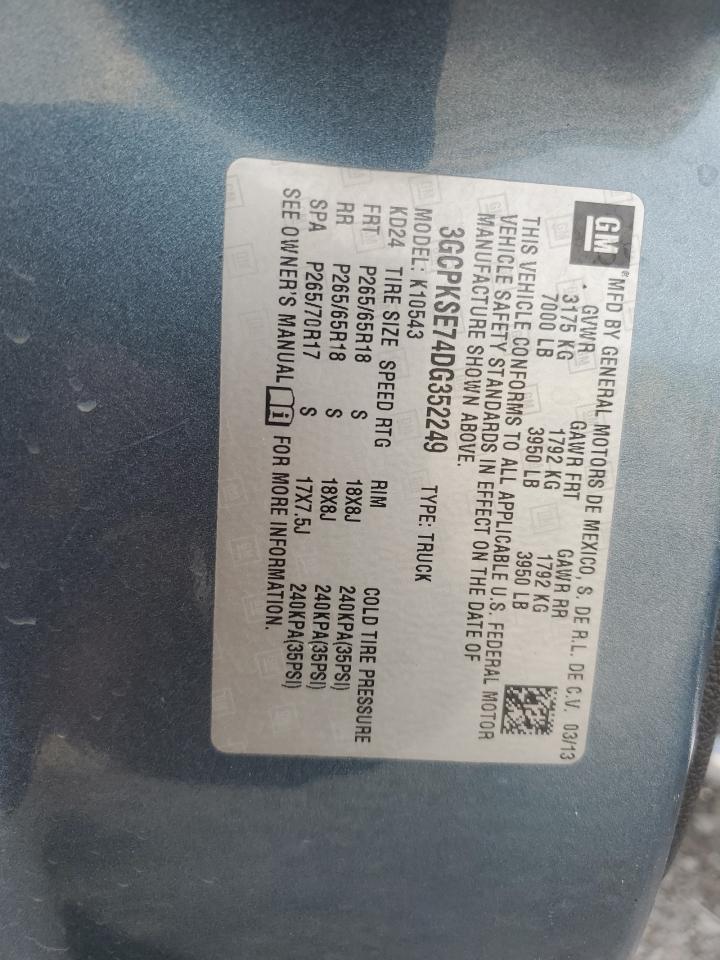 GM ® MFD BY GENERAL MOTORS DE MEXICO, S. DE R.L. DE C.V. 03/13
GVWR GAWR FRT GAWR RR
3175 KG 1792 KG 1792 KG
7000 LB 3950 LB 3950 LB
THIS VEHICLE CONFORMS TO ALL APPLICABLE U.S. FEDERAL MOTOR
VEHICLE SAFETY STANDARDS IN EFFECT ON THE DATE OF
MANUFACTURE SHOWN ABOVE.
3GCPKSE74DG352249 TYPE: TRUCK
MODEL: K10543
KD24 TIRE SIZE SPEED RTG RIM COLD TIRE PRESSURE
FRT P265/65R18 S 18X8J 240KPA(35PSI)
RR P265/65R18 S 18X8J 240KPA(35PSI)
SPA P265/70R17 S 17X7.5J 240KPA(35PSI)
SEE OWNER'S MANUAL i FOR MORE INFORMATION.